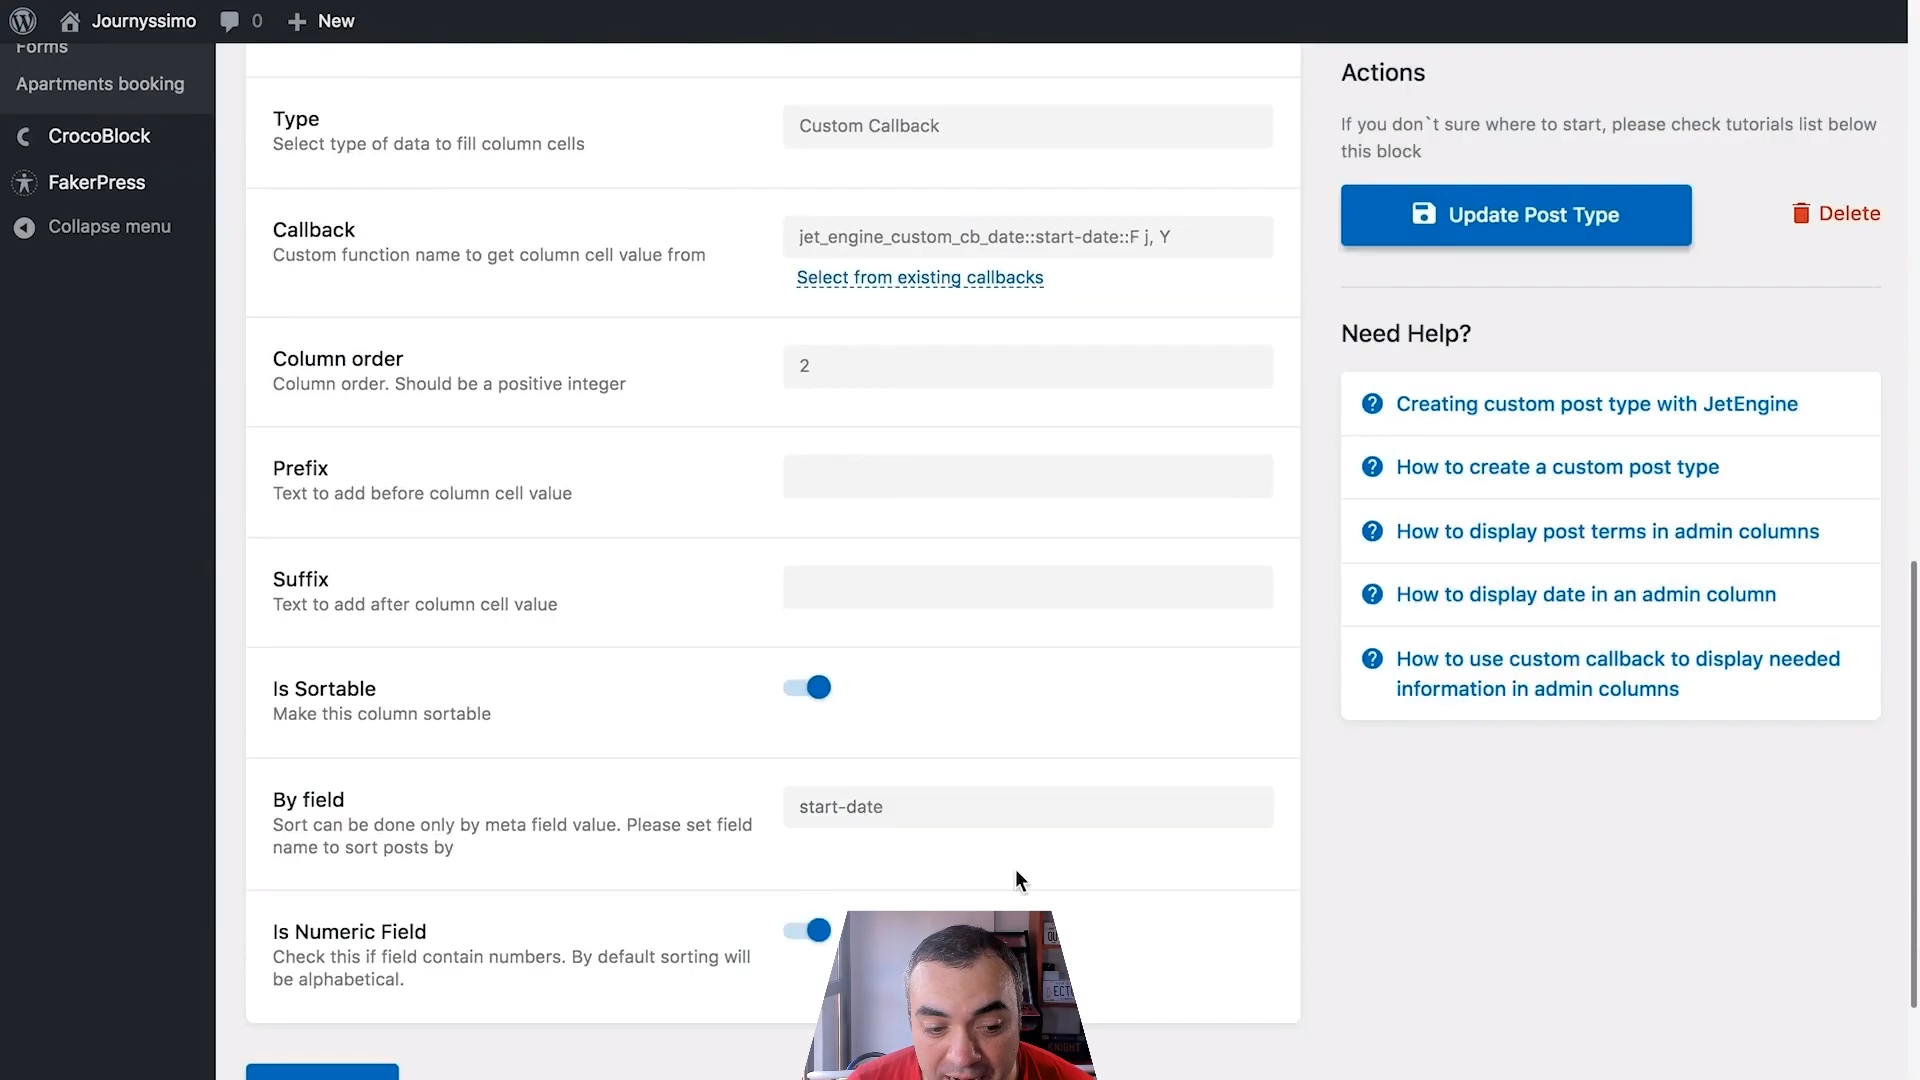 Journyssimo
0
New
Forms
Apartments booking
CrocoBlock
FakerPress
Collapse menu
Type
Select type of data to fill column cells
Custom Callback
Callback
Custom function name to get column cell value from
jet_engine_custom_cb_date::start-date::F j, Y
Select from existing callbacks
Column order
Column order. Should be a positive integer
2
Prefix
Text to add before column cell value
Suffix
Text to add after column cell value
Is Sortable
Make this column sortable
By field
Sort can be done only by meta field value. Please set field
name to sort posts by
start-date
Is Numeric Field
Check this if field contain numbers. By default sorting will
be alphabetical.
Actions
If you don`t sure where to start, please check tutorials list below
this block
Update Post Type
Delete
Need Help?
Creating custom post type with JetEngine
How to create a custom post type
How to display post terms in admin columns
How to display date in an admin column
How to use custom callback to display needed
information in admin columns